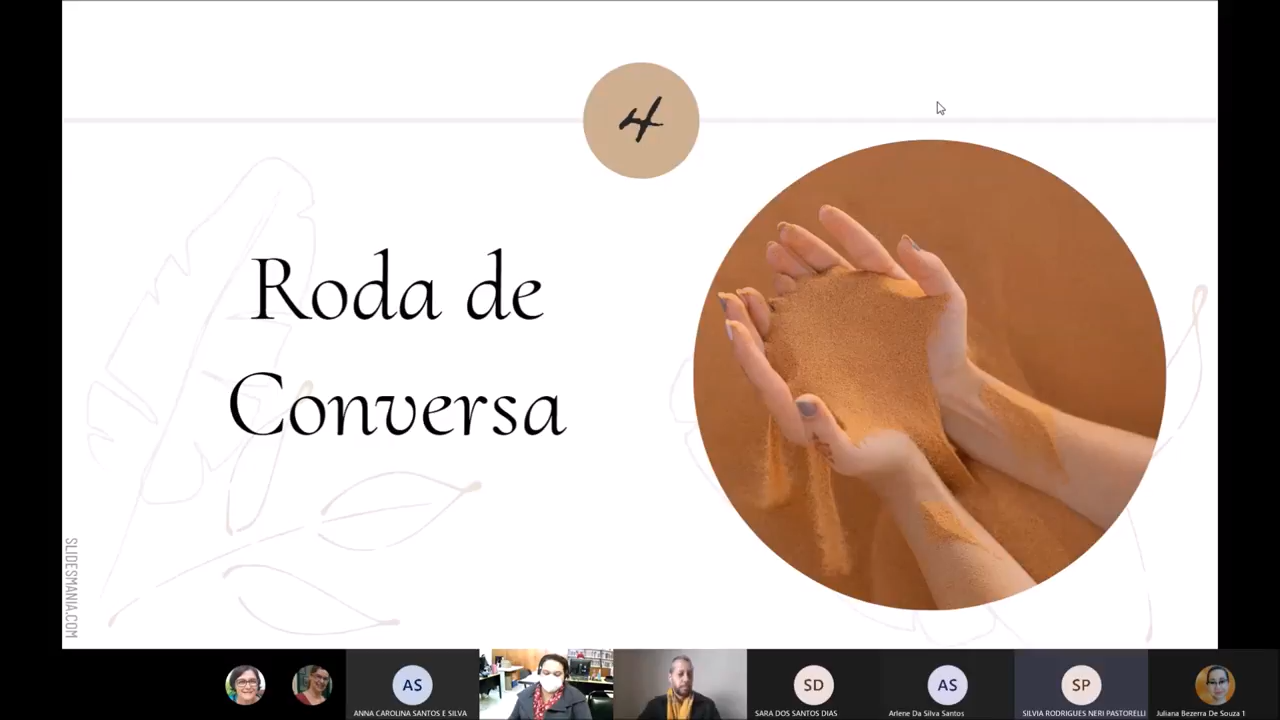 4
Roda de
Conversa
SLIDESMANIA.COM
AS
SD
AS
SP
ANNA CAROLINA SANTOS E SILVA
SARA DOS SANTOS DIAS
Arlene Da Silva Santos
SILVIA RODRIGUES NERI PASTORELLI
Juliana Bezerra De Souza 1